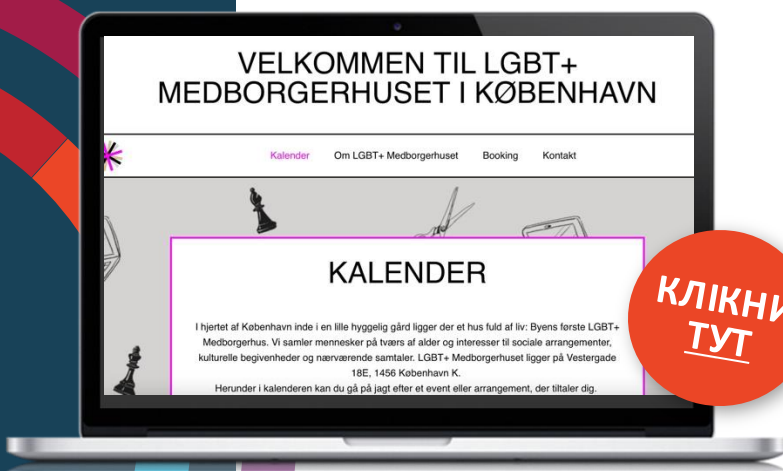 VELKOMMEN TIL LGBT+
MEDBORGERHUSET I KØBENHAVN
Kalender Om LGBT+ Medborgerhuset Booking Kontakt
KALENDER
I hjertet af København inde i en lille hyggelig gård ligger der et hus fuld af liv: Byens første LGBT+
Medborgerhus. Vi samler mennesker på tværs af alder og interesser til sociale arrangementer,
kulturelle begivenheder og nærværende samtaler. LGBT+ Medborgerhuset ligger på Vestergade
18E, 1456 København K.
Herunder i kalenderen kan du gå på jagt efter et event eller arrangement, der tiltaler dig.
КЛІКНИ
ТУТ